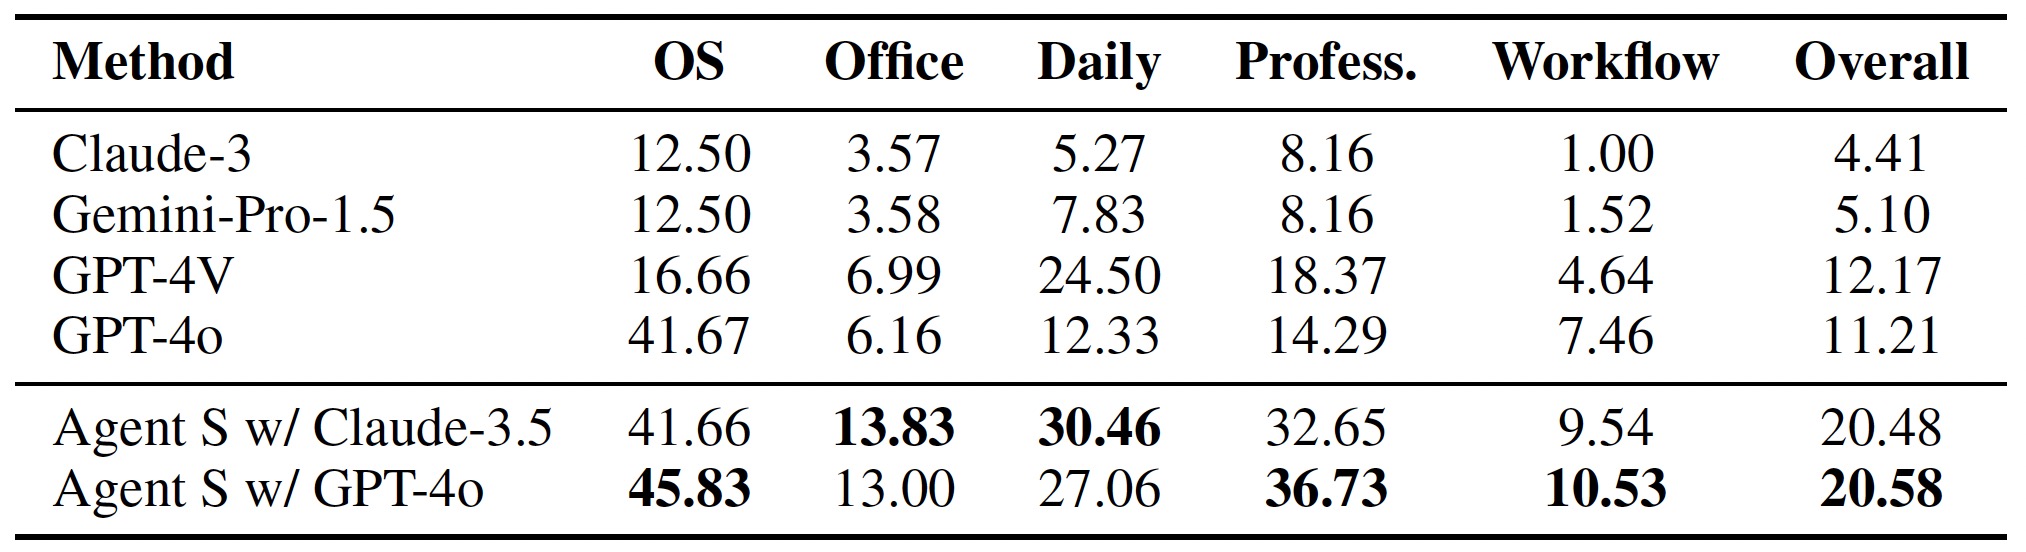 Method OS Office Daily Profess. Workflow Overall
Claude-3 12.50 3.57 5.27 8.16 1.00 4.41
Gemini-Pro-1.5 12.50 3.58 7.83 8.16 1.52 5.10
GPT-4V 16.66 6.99 24.50 18.37 4.64 12.17
GPT-4o 41.67 6.16 12.33 14.29 7.46 11.21
Agent S w/ Claude-3.5 41.66 13.83 30.46 32.65 9.54 20.48
Agent S w/ GPT-4o 45.83 13.00 27.06 36.73 10.53 20.58